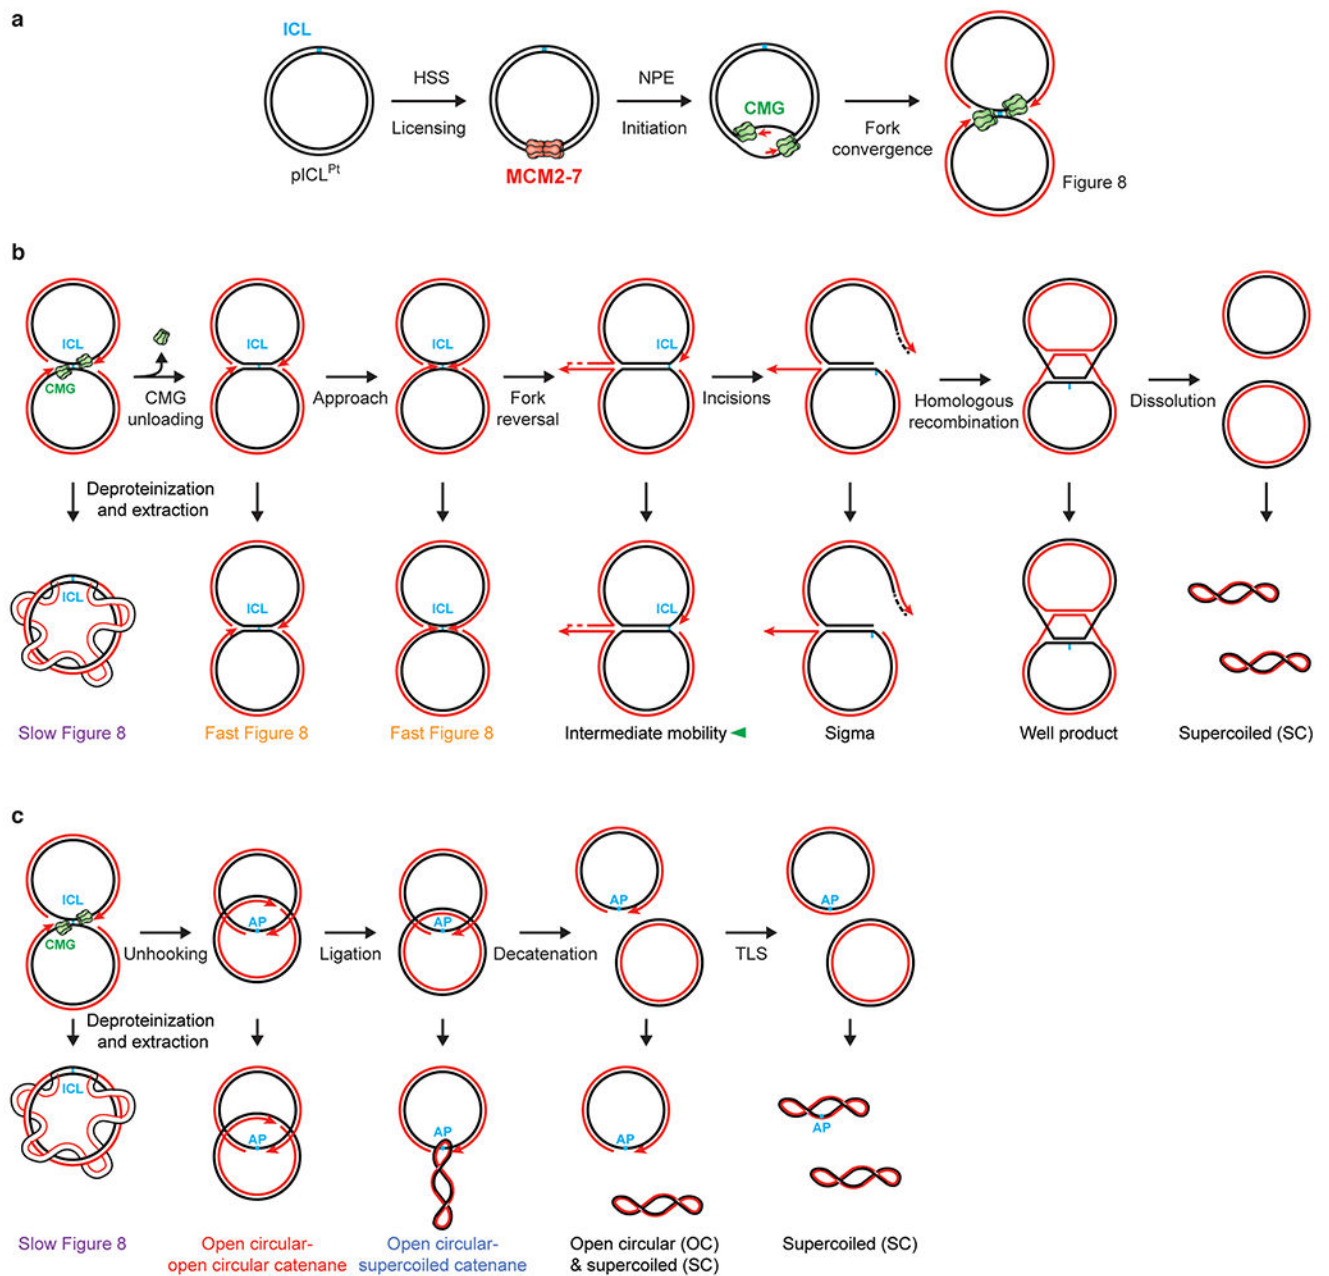 a
ICL
HSS
NPE
CMG
Licensing
Initiation
Fork
convergence
pICLPt
MCM2-7
Figure 8
b
ICL
ICL
ICL
ICL
CMG
CMG
unloading
Approach
Fork
reversal
Incisions
Homologous
recombination
Dissolution
Deproteinization
and extraction
ICL
ICL
ICL
ICL
Slow Figure 8
Fast Figure 8
Fast Figure 8
Intermediate mobility
Sigma
Well product
Supercoiled (SC)
c
ICL
AP
AP
AP
AP
CMG
Unhooking
Ligation
Decatenation
TLS
Deproteinization
and extraction
ICL
AP
AP
AP
AP
Slow Figure 8
Open circular-
open circular catenane
Open circular-
supercoiled catenane
Open circular (OC)
& supercoiled (SC)
Supercoiled (SC)